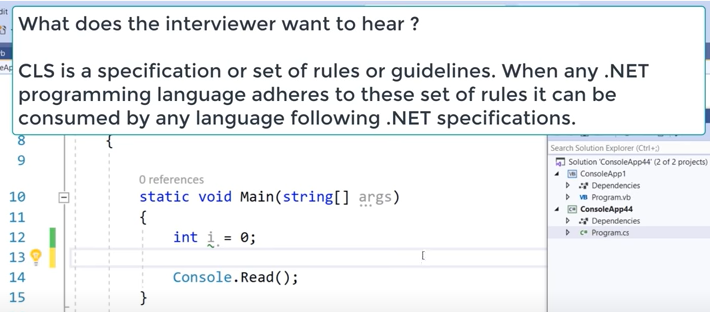 What does the interviewer want to hear ?
CLS is a specification or set of rules or guidelines. When any .NET
programming language adheres to these set of rules it can be
consumed by any language following .NET specifications.
8 {
9
0 references
10 static void Main(string[] args)
11 {
12 int i = 0;
13
14 Console.Read();
15 }
Search Solution Explorer (Ctrl+;)
Solution 'ConsoleApp44' (2 of 2 projects)
VB ConsoleApp1
Dependencies
VB Program.vb
C# ConsoleApp44
Dependencies
C# Program.cs